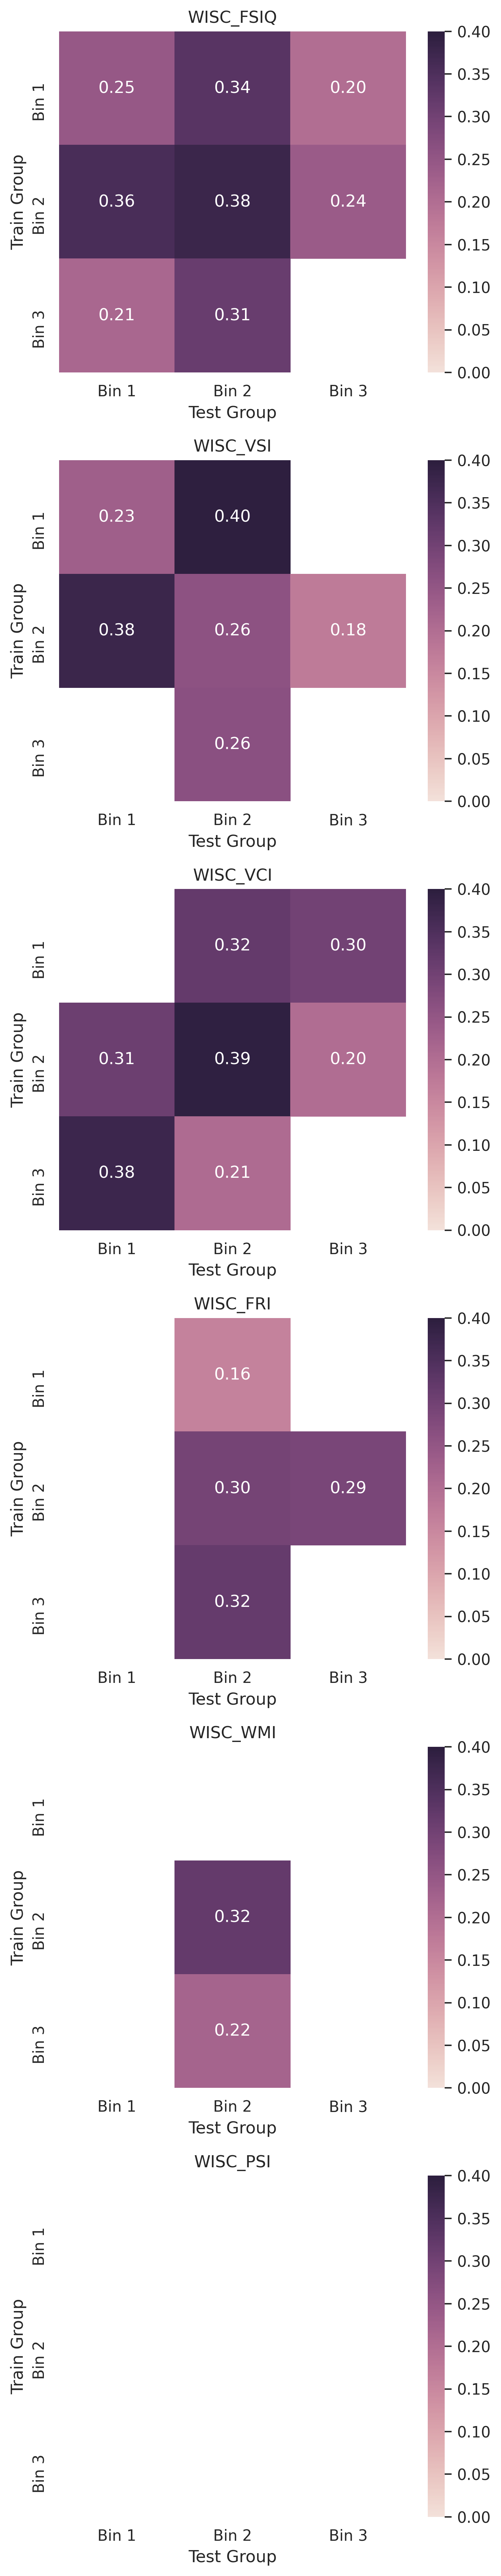 WISC_FSIQ
Bin 1 0.25 0.34 0.20
Bin 2 0.36 0.38 0.24
Bin 3 0.21 0.31
Train Group
Bin 1 Bin 2 Bin 3
Test Group
0.40
0.35
0.30
0.25
0.20
0.15
0.10
0.05
0.00
WISC_VSI
Bin 1 0.23 0.40
Bin 2 0.38 0.26 0.18
Bin 3 0.26
Train Group
Bin 1 Bin 2 Bin 3
Test Group
0.40
0.35
0.30
0.25
0.20
0.15
0.10
0.05
0.00
WISC_VCI
Bin 1 0.32 0.30
Bin 2 0.31 0.39 0.20
Bin 3 0.38 0.21
Train Group
Bin 1 Bin 2 Bin 3
Test Group
0.40
0.35
0.30
0.25
0.20
0.15
0.10
0.05
0.00
WISC_FRI
Bin 1 0.16
Bin 2 0.30 0.29
Bin 3 0.32
Train Group
Bin 1 Bin 2 Bin 3
Test Group
0.40
0.35
0.30
0.25
0.20
0.15
0.10
0.05
0.00
WISC_WMI
Bin 1
Bin 2 0.32
Bin 3 0.22
Train Group
Bin 1 Bin 2 Bin 3
Test Group
0.40
0.35
0.30
0.25
0.20
0.15
0.10
0.05
0.00
WISC_PSI
Bin 1
Bin 2
Bin 3
Train Group
Bin 1 Bin 2 Bin 3
Test Group
0.40
0.35
0.30
0.25
0.20
0.15
0.10
0.05
0.00